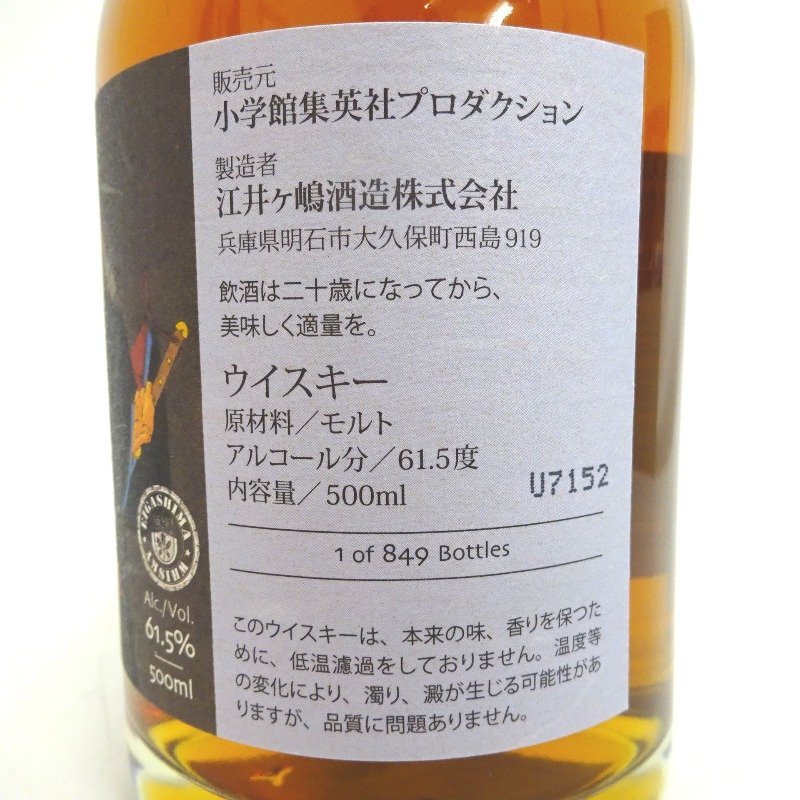 販売元
小学館集英社プロダクション
製造者
江井ヶ嶋酒造株式会社
兵庫県明石市大久保町西島919
飲酒は二十歳になってから、
美味しく適量を。
ウイスキー
原材料／モルト
アルコール分／61.5度
内容量／500ml
U7152
1 of 849 Bottles
このウイスキーは、本来の味、香りを保つた
めに、低温濾過をしておりません。温度等
の変化により、濁り、澱が生じる可能性があ
りますが、品質に問題ありません。
EIGASHIMA
WHISKY
Alc./Vol.
61.5%
500ml